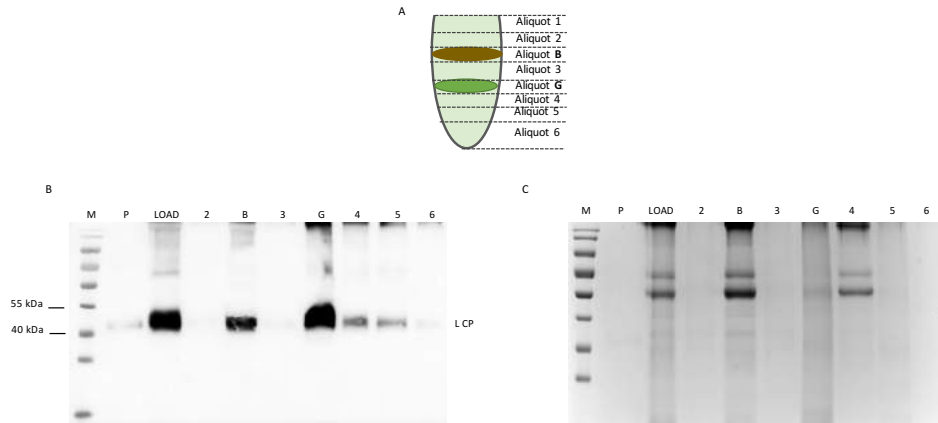 A
Aliquot 1
Aliquot 2
Aliquot B
Aliquot 3
Aliquot G
Aliquot 4
Aliquot 5
Aliquot 6
B
M P LOAD 2 B 3 G 4 5 6
55 kDa
40 kDa
L CP
C
M P LOAD 2 B 3 G 4 5 6